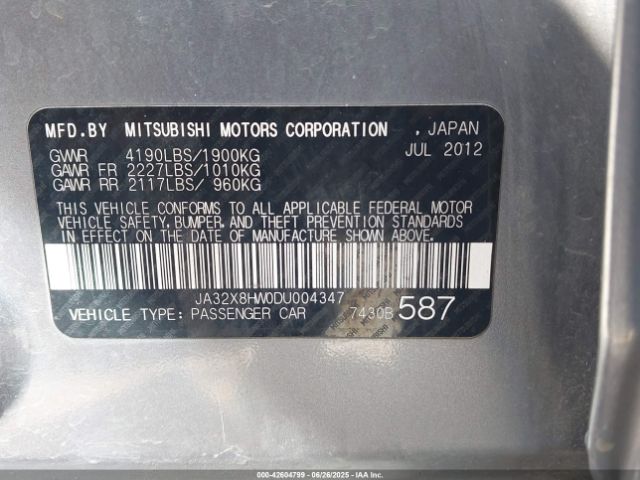 MFD.BY MITSUBISHI MOTORS CORPORATION , JAPAN
GVWR 4190LBS/1900KG JUL 2012
GAWR FR 2227LBS/1010KG
GAWR RR 2117LBS/ 960KG
THIS VEHICLE CONFORMS TO ALL APPLICABLE FEDERAL MOTOR
VEHICLE SAFETY, BUMPER, AND THEFT PREVENTION STANDARDS
IN EFFECT ON THE DATE OF MANUFACTURE SHOWN ABOVE.
JA32X8HW0DU004347
VEHICLE TYPE: PASSENGER CAR 7430B 587
000-42604799 06/26/2025 IAAI.COM